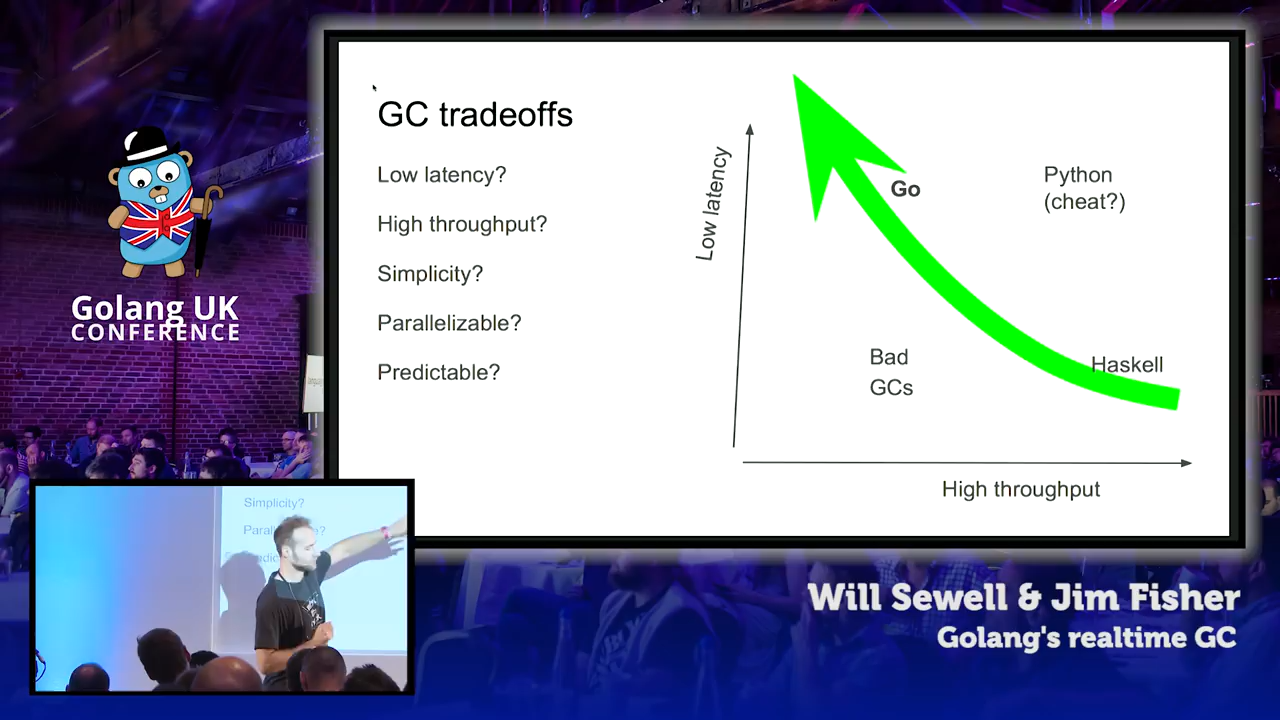 GC tradeoffs
Low latency?
High throughput?
Simplicity?
Parallelizable?
Predictable?
Low latency
Go
Python
(cheat?)
Bad
GCs
Haskell
High throughput
Golang UK
CONFERENCE
Simplicity?
Will Sewell & Jim Fisher
Golang's realtime GC